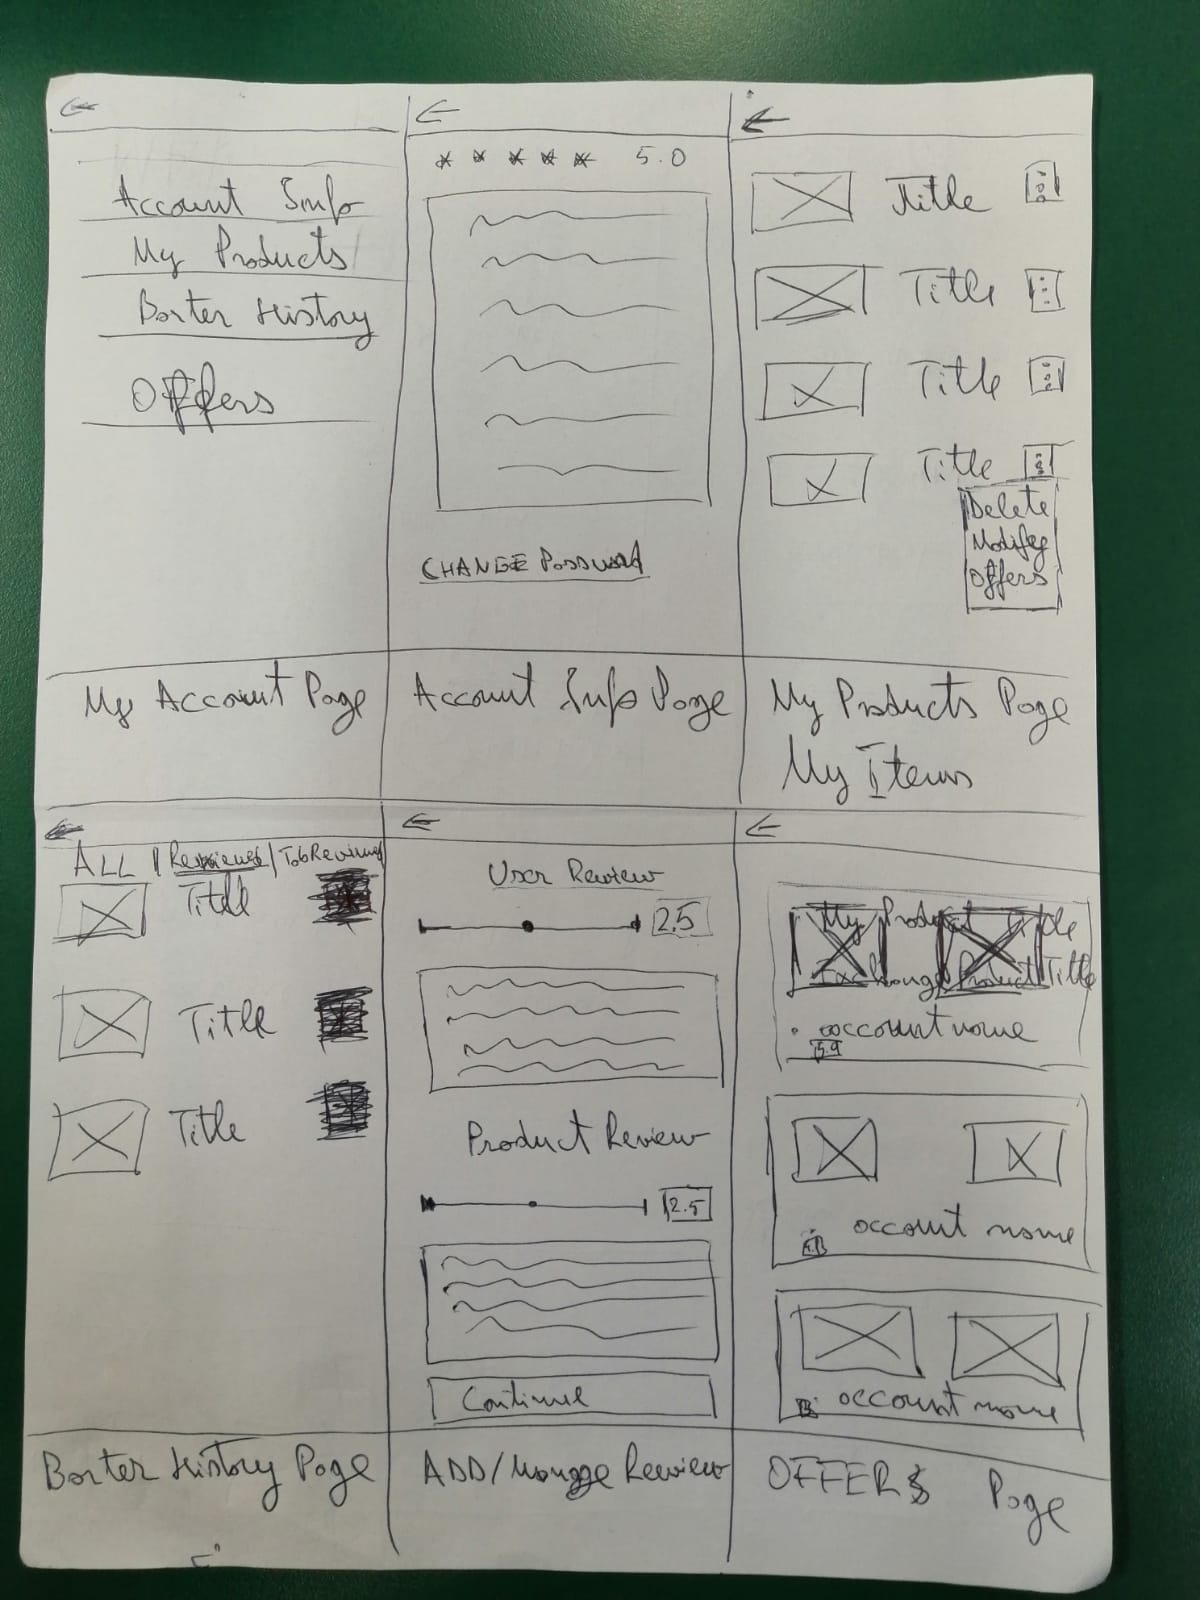 Account Info
My Products
Barter History
Offers
My Account Page
5.0
CHANGE Password
Account Info Page
Title
Title
Title
Title
Delete
Modify
Offers
My Products Page
My Items
ALL | Reviewed | To be Reviewed
Title
Title
Title
Barter History Page
User Review
2.5
Product Review
2.5
Continue
ADD/Manage Review
My Product Title
Exchange Product Title
account name
5.9
account name
account name
OFFERS Page